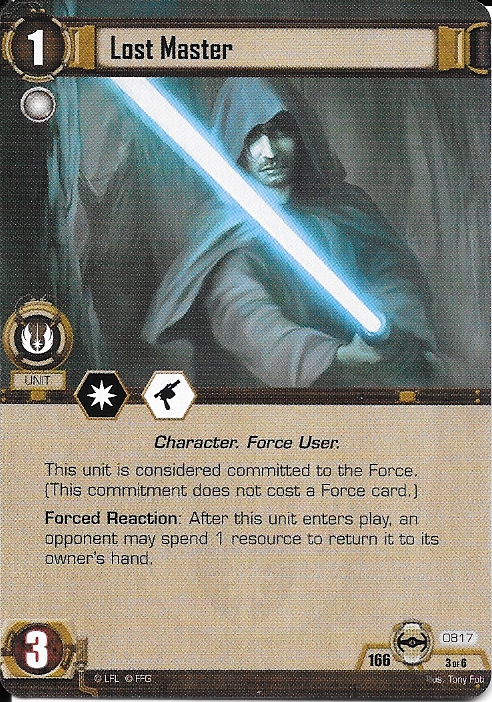 1
Lost Master
UNIT
Character. Force User.
This unit is considered committed to the Force.
(This commitment does not cost a Force card.)
Forced Reaction: After this unit enters play, an
opponent may spend 1 resource to return it to its
owner's hand.
3
0817
166
3 OF 6
© LFL © FFG
Illus. Tony Foti